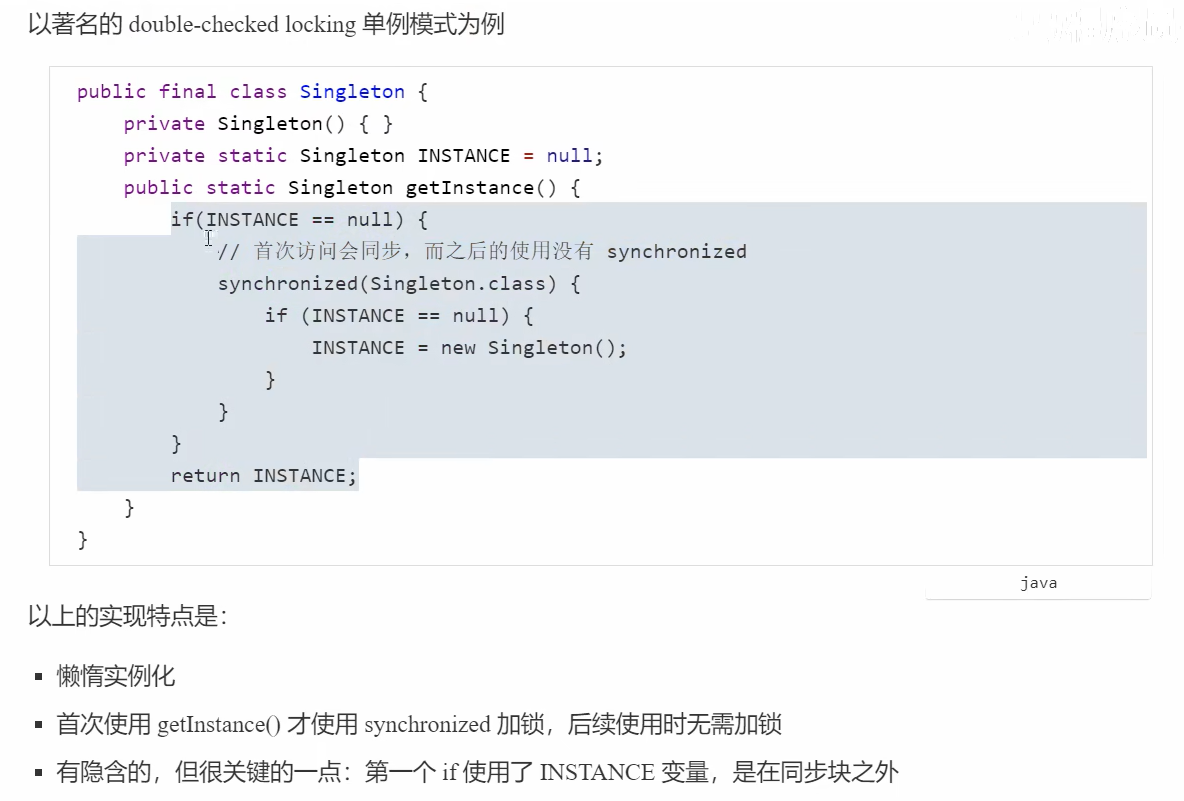 以著名的 double-checked locking 单例模式为例
public final class Singleton {
    private Singleton() { }
    private static Singleton INSTANCE = null;
    public static Singleton getInstance() {
        if(INSTANCE == null) {
            // 首次访问会同步，而之后的使用没有 synchronized
            synchronized(Singleton.class) {
                if (INSTANCE == null) {
                    INSTANCE = new Singleton();
                }
            }
        }
        return INSTANCE;
    }
}
java
以上的实现特点是：
▪ 懒惰实例化
▪ 首次使用 getInstance() 才使用 synchronized 加锁，后续使用时无需加锁
▪ 有隐含的，但很关键的一点：第一个 if 使用了 INSTANCE 变量，是在同步块之外